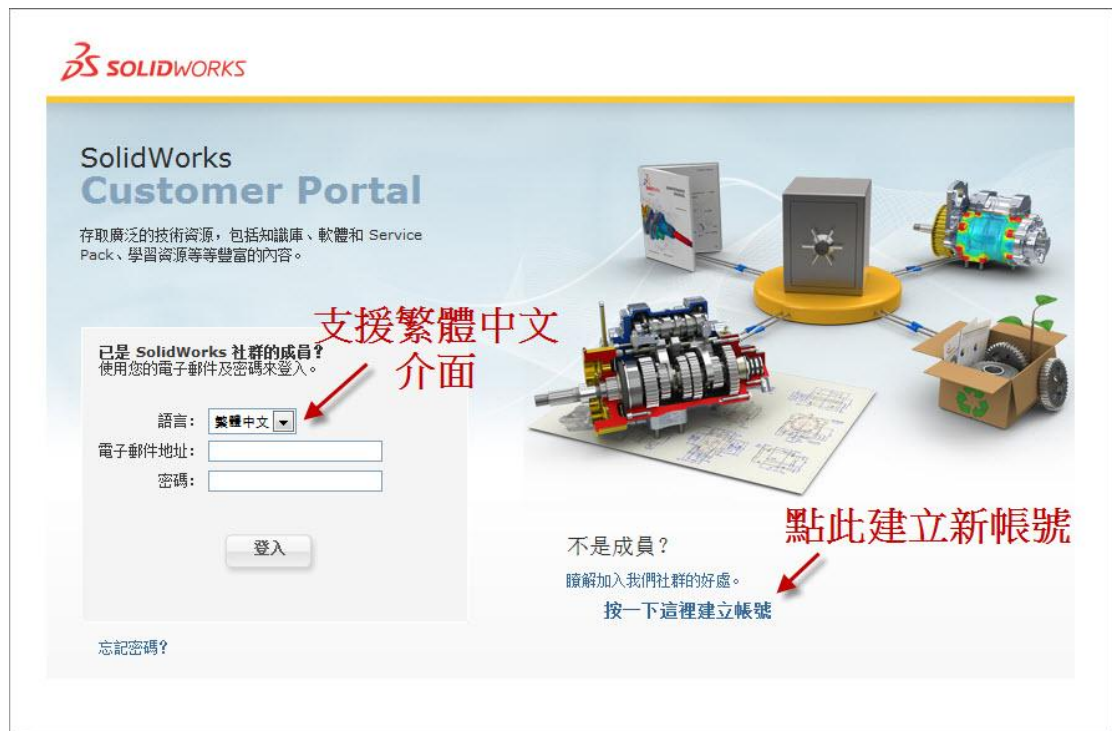 SOLIDWORKS
SolidWorks
Customer Portal
存取廣泛的技術資源，包括知識庫、軟體和 Service
Pack、學習資源等等豐富的內容。
支援繁體中文
介面
已是 SolidWorks 社群的成員？
使用您的電子郵件及密碼來登入。
語言：
繁體中文
電子郵件地址：
密碼：
登入
忘記密碼？
不是成員？
瞭解加入我們社群的好處。
按一下這裡建立帳號
點此建立新帳號